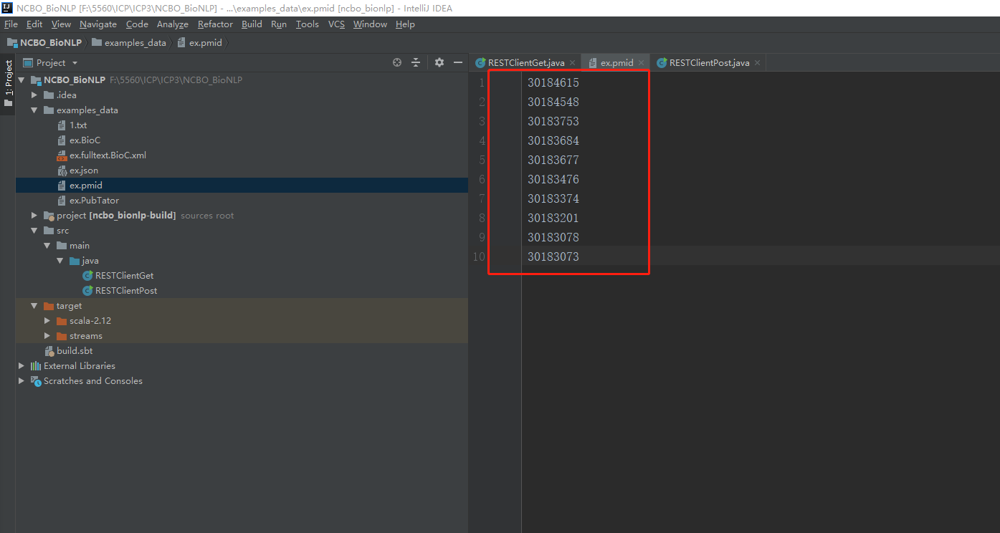 NCBO_BioNLP [F:\5560\ICP\ICP3\NCBO_BioNLP] - ...\examples_data\ex.pmid [ncbo_bionlp] - IntelliJ IDEA
File Edit View Navigate Code Analyze Refactor Build Run Tools VCS Window Help
NCBO_BioNLP examples_data ex.pmid
1: Project
Project
NCBO_BioNLP F:\5560\ICP\ICP3\NCBO_BioNLP
.idea
examples_data
1.txt
ex.BioC
ex.fulltext.BioC.xml
ex.json
ex.pmid
ex.PubTator
project [ncbo_bionlp-build] sources root
src
main
java
RESTClientGet
RESTClientPost
target
scala-2.12
streams
build.sbt
External Libraries
Scratches and Consoles
RESTClientGet.java ex.pmid RESTClientPost.java
1 30184615
2 30184548
3 30183753
4 30183684
5 30183677
6 30183476
7 30183374
8 30183201
9 30183078
10 30183073